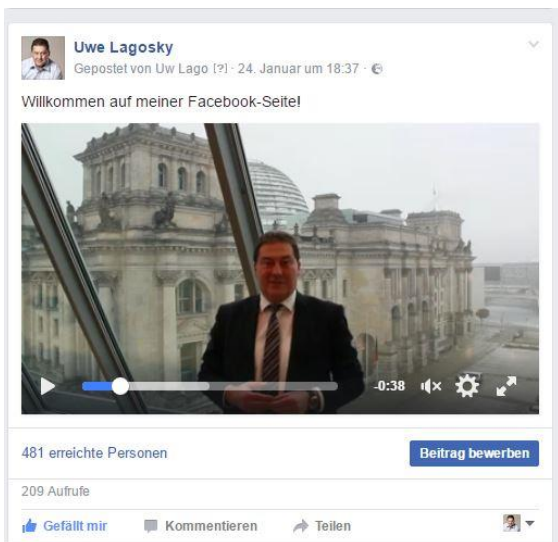 Uwe Lagosky
Gepostet von Uw Lago [?] · 24. Januar um 18:37 ·
Willkommen auf meiner Facebook-Seite!
-0:38
481 erreichte Personen
Beitrag bewerben
209 Aufrufe
Gefällt mir Kommentieren Teilen